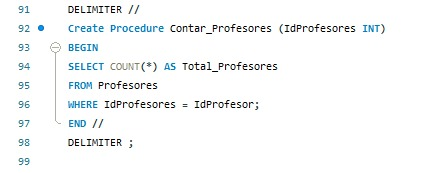 91 DELIMITER //
92 Create Procedure Contar_Profesores (IdProfesores INT)
93 BEGIN
94 SELECT COUNT(*) AS Total_Profesores
95 FROM Profesores
96 WHERE IdProfesores = IdProfesor;
97 END //
98 DELIMITER ;
99